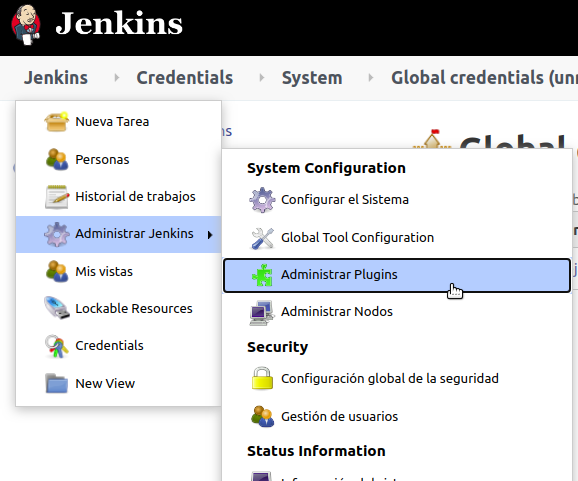 Jenkins
Jenkins Credentials System Global credentials (unr
Nueva Tarea
Personas
Historial de trabajos
Administrar Jenkins
Mis vistas
Lockable Resources
Credentials
New View
Global
System Configuration
Configurar el Sistema
Global Tool Configuration
Administrar Plugins
Administrar Nodos
Security
Configuración global de la seguridad
Gestión de usuarios
Status Information